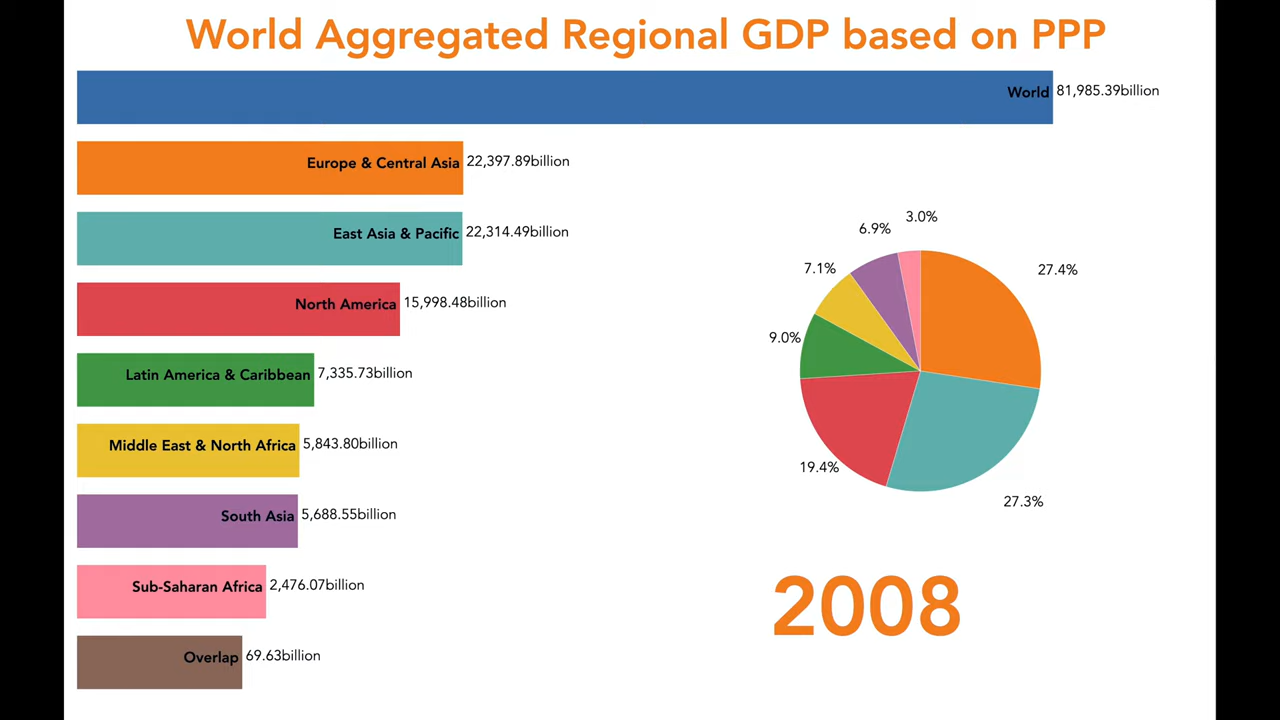 World Aggregated Regional GDP based on PPP
World 81,985.39billion
Europe & Central Asia 22,397.89billion
East Asia & Pacific 22,314.49billion
North America 15,998.48billion
Latin America & Caribbean 7,335.73billion
Middle East & North Africa 5,843.80billion
South Asia 5,688.55billion
Sub-Saharan Africa 2,476.07billion
Overlap 69.63billion
3.0%
6.9%
7.1%
27.4%
9.0%
19.4%
27.3%
2008